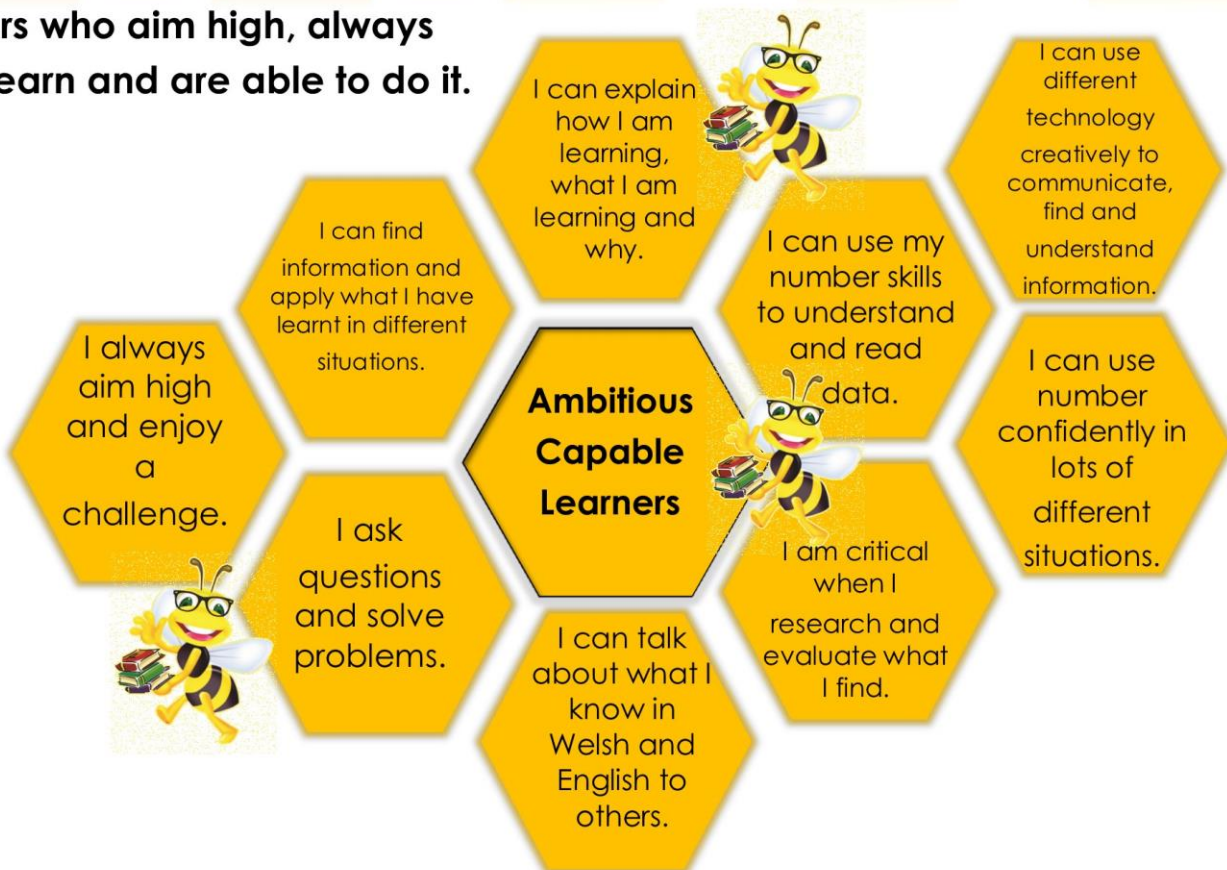 rs who aim high, always
earn and are able to do it.
I can explain
how I am
learning,
what I am
learning and
why.
I can use
different
technology
creatively to
communicate,
find and
understand
information.
I can find
information and
apply what I have
learnt in different
situations.
I can use my
number skills
to understand
and read
data.
I always
aim high
and enjoy
a
challenge.
Ambitious
Capable
Learners
I can use
number
confidently in
lots of
different
situations.
I ask
questions
and solve
problems.
I am critical
when I
research and
evaluate what
I find.
I can talk
about what I
know in
Welsh and
English to
others.